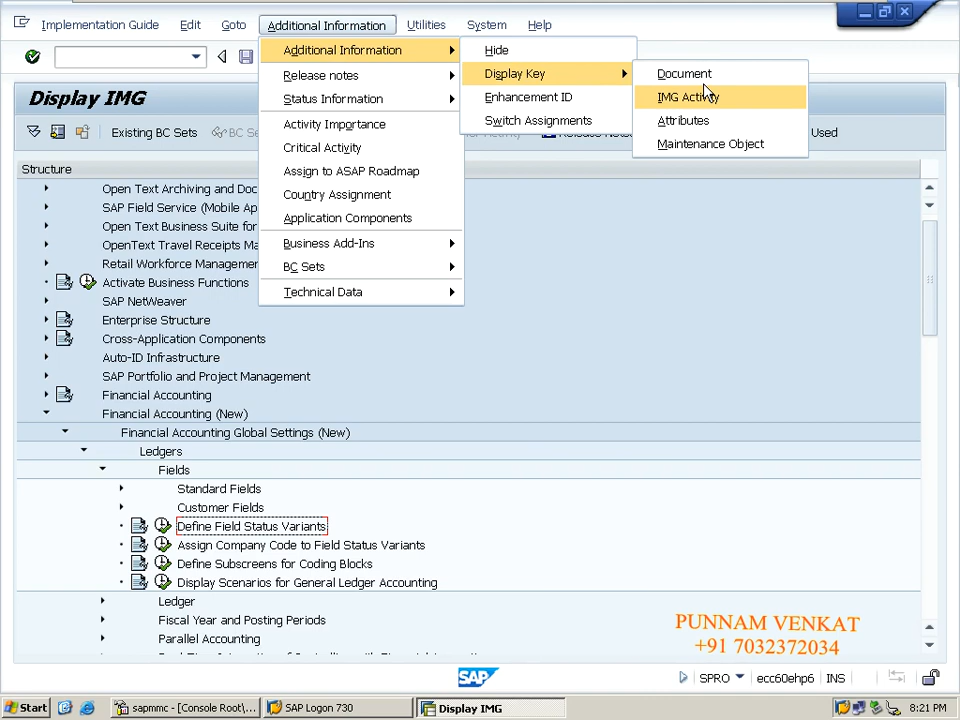 Implementation Guide Edit Goto Additional Information Utilities System Help
Additional Information
Release notes
Status Information
Activity Importance
Critical Activity
Assign to ASAP Roadmap
Country Assignment
Application Components
Business Add-Ins
BC Sets
Technical Data
Hide
Display Key
Enhancement ID
Switch Assignments
Document
IMG Activity
Attributes
Maintenance Object
Display IMG
Existing BC Sets BC Se Used
Structure
Open Text Archiving and Doc
SAP Field Service (Mobile Ap
Open Text Business Suite for
OpenText Travel Receipts Ma
Retail Workforce Managemen
Activate Business Functions
SAP NetWeaver
Enterprise Structure
Cross-Application Components
Auto-ID Infrastructure
SAP Portfolio and Project Management
Financial Accounting
Financial Accounting (New)
Financial Accounting Global Settings (New)
Ledgers
Fields
Standard Fields
Customer Fields
Define Field Status Variants
Assign Company Code to Field Status Variants
Define Subscreens for Coding Blocks
Display Scenarios for General Ledger Accounting
Ledger
Fiscal Year and Posting Periods
Parallel Accounting
PUNNAM VENKAT
+91 7032372034
SAP
SPRO ecc60ehp6 INS
Start sapmmc - [Console Root\... SAP Logon 730 Display IMG 8:21 PM